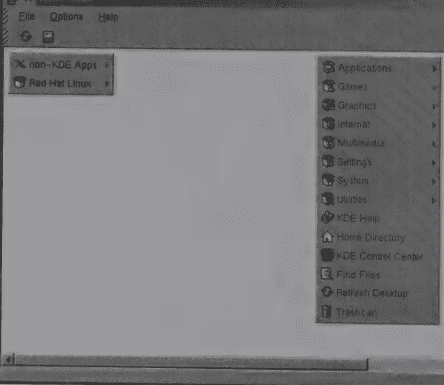 File Options Help
non-KDE Apps
Red Hat Linux
Applications
Games
Graphics
Internet
Multimedia
Settings
System
Utilities
KDE Help
Home Directory
KDE Control Center
Find Files
Refresh Desktop
Trashcan